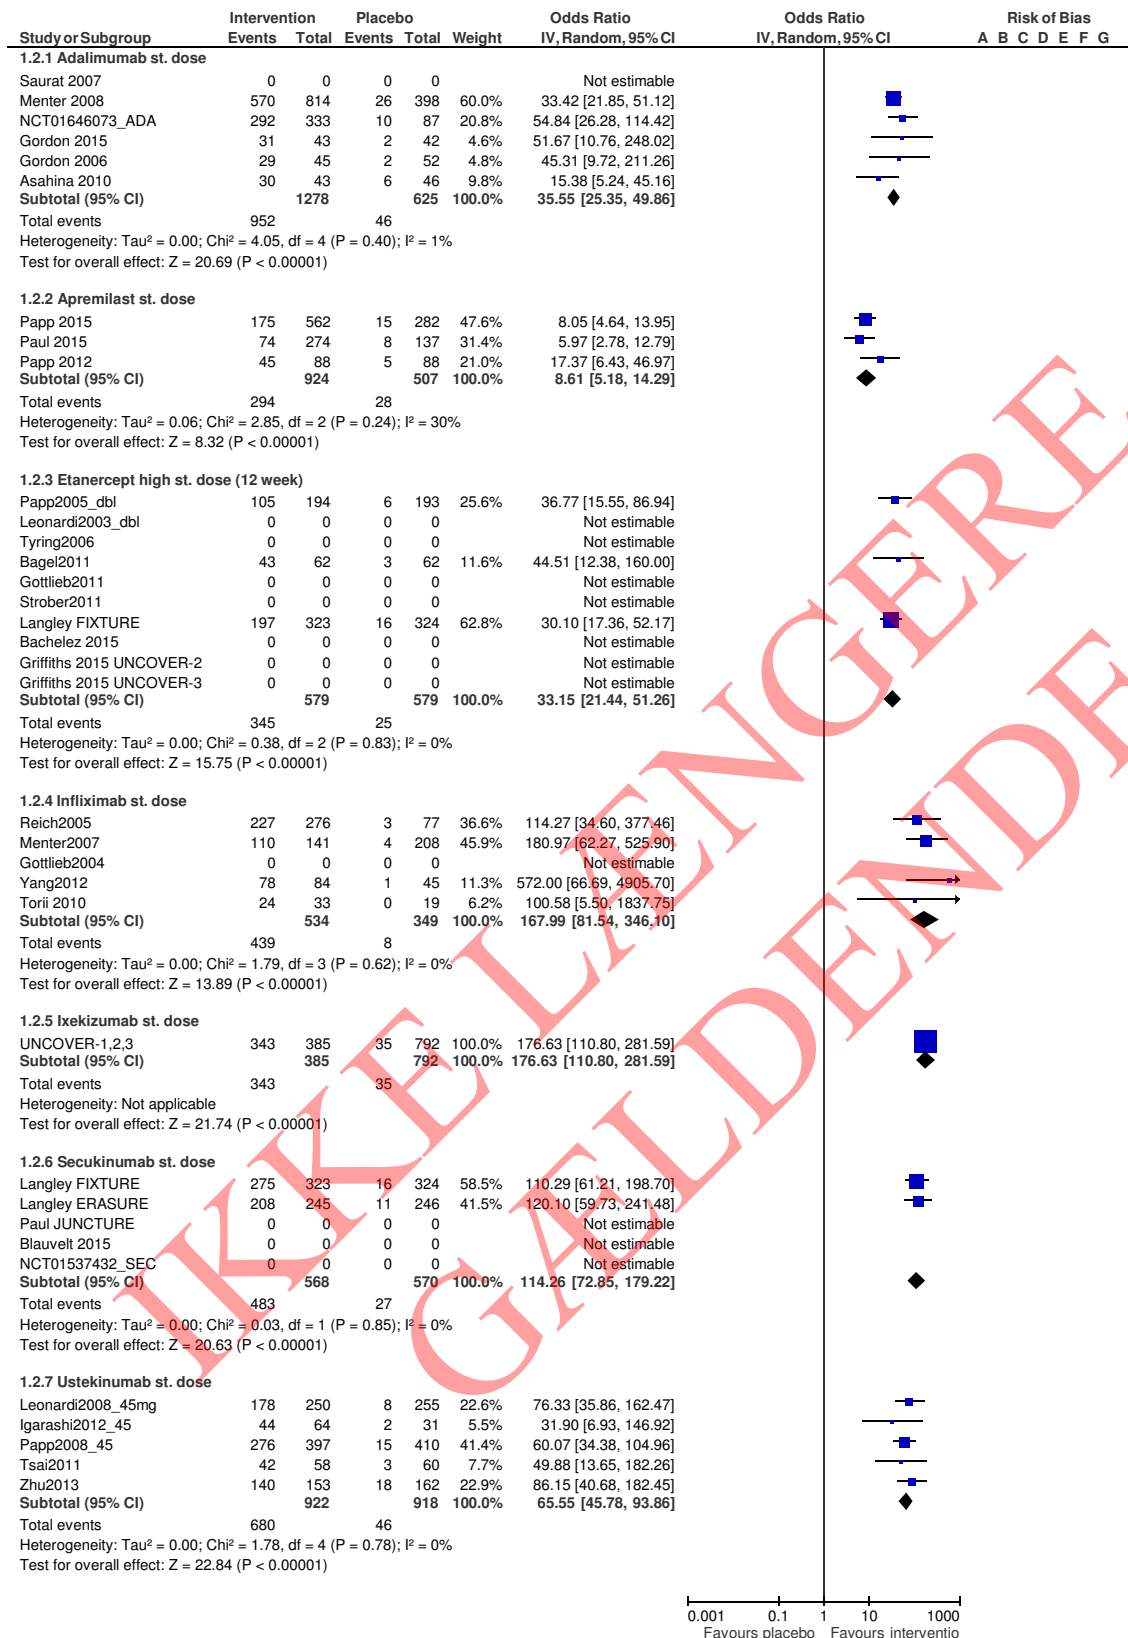 Intervention Placebo Odds Ratio Odds Ratio Risk of Bias
Study or Subgroup Events Total Events Total Weight IV, Random, 95% CI IV, Random, 95% CI A B C D E F G
1.2.1 Adalimumab st. dose
Saurat 2007 0 0 0 0 Not estimable
Menter 2008 570 814 26 398 60.0% 33.42 [21.85, 51.12]
NCT01646073_ADA 292 333 10 87 20.8% 54.84 [26.28, 114.42]
Gordon 2015 31 43 2 42 4.6% 51.67 [10.76, 248.02]
Gordon 2006 29 45 2 52 4.8% 45.31 [9.72, 211.26]
Asahina 2010 30 43 6 46 9.8% 15.38 [5.24, 45.16]
Subtotal (95% CI) 1278 625 100.0% 35.55 [25.35, 49.86]
Total events 952 46
Heterogeneity: Tau² = 0.00; Chi² = 4.05, df = 4 (P = 0.40); I² = 1%
Test for overall effect: Z = 20.69 (P < 0.00001)
1.2.2 Apremilast st. dose
Papp 2015 175 562 15 282 47.6% 8.05 [4.64, 13.95]
Paul 2015 74 274 8 137 31.4% 5.97 [2.78, 12.79]
Papp 2012 45 88 5 88 21.0% 17.37 [6.43, 46.97]
Subtotal (95% CI) 924 507 100.0% 8.61 [5.18, 14.29]
Total events 294 28
Heterogeneity: Tau² = 0.06; Chi² = 2.85, df = 2 (P = 0.24); I² = 30%
Test for overall effect: Z = 8.32 (P < 0.00001)
1.2.3 Etanercept high st. dose (12 week)
Papp2005_dbl 105 194 6 193 25.6% 36.77 [15.55, 86.94]
Leonardi2003_dbl 0 0 0 0 Not estimable
Tyring2006 0 0 0 0 Not estimable
Bagel2011 43 62 3 62 11.6% 44.51 [12.38, 160.00]
Gottlieb2011 0 0 0 0 Not estimable
Strober2011 0 0 0 0 Not estimable
Langley FIXTURE 197 323 16 324 62.8% 30.10 [17.36, 52.17]
Bachelez 2015 0 0 0 0 Not estimable
Griffiths 2015 UNCOVER-2 0 0 0 0 Not estimable
Griffiths 2015 UNCOVER-3 0 0 0 0 Not estimable
Subtotal (95% CI) 579 579 100.0% 33.15 [21.44, 51.26]
Total events 345 25
Heterogeneity: Tau² = 0.00; Chi² = 0.38, df = 2 (P = 0.83); I² = 0%
Test for overall effect: Z = 15.75 (P < 0.00001)
1.2.4 Infliximab st. dose
Reich2005 227 276 3 77 36.6% 114.27 [34.60, 377.46]
Menter2007 110 141 4 208 45.9% 180.97 [62.27, 525.90]
Gottlieb2004 0 0 0 0 Not estimable
Yang2012 78 84 1 45 11.3% 572.00 [66.69, 4905.70]
Torii 2010 24 33 0 19 6.2% 100.58 [5.50, 1837.75]
Subtotal (95% CI) 534 349 100.0% 167.99 [81.54, 346.10]
Total events 439 8
Heterogeneity: Tau² = 0.00; Chi² = 1.79, df = 3 (P = 0.62); I² = 0%
Test for overall effect: Z = 13.89 (P < 0.00001)
1.2.5 Ixekizumab st. dose
UNCOVER-1,2,3 343 385 35 792 100.0% 176.63 [110.80, 281.59]
Subtotal (95% CI) 385 792 100.0% 176.63 [110.80, 281.59]
Total events 343 35
Heterogeneity: Not applicable
Test for overall effect: Z = 21.74 (P < 0.00001)
1.2.6 Secukinumab st. dose
Langley FIXTURE 275 323 16 324 58.5% 110.29 [61.21, 198.70]
Langley ERASURE 208 245 11 246 41.5% 120.10 [59.73, 241.48]
Paul JUNCTURE 0 0 0 0 Not estimable
Blauvelt 2015 0 0 0 0 Not estimable
NCT01537432_SEC 0 0 0 0 Not estimable
Subtotal (95% CI) 568 570 100.0% 114.26 [72.85, 179.22]
Total events 483 27
Heterogeneity: Tau² = 0.00; Chi² = 0.03, df = 1 (P = 0.85); I² = 0%
Test for overall effect: Z = 20.63 (P < 0.00001)
1.2.7 Ustekinumab st. dose
Leonardi2008_45mg 178 250 8 255 22.6% 76.33 [35.86, 162.47]
Igarashi2012_45 44 64 2 31 5.5% 31.90 [6.93, 146.92]
Papp2008_45 276 397 15 410 41.4% 60.07 [34.38, 104.96]
Tsai2011 42 58 3 60 7.7% 49.88 [13.65, 182.26]
Zhu2013 140 153 18 162 22.9% 86.15 [40.68, 182.45]
Subtotal (95% CI) 922 918 100.0% 65.55 [45.78, 93.86]
Total events 680 46
Heterogeneity: Tau² = 0.00; Chi² = 1.78, df = 4 (P = 0.78); I² = 0%
Test for overall effect: Z = 22.84 (P < 0.00001)
0.001 0.1 1 10 1000
Favours placebo Favours interventio
IKKE LÆNGERE
GÆLDENDE